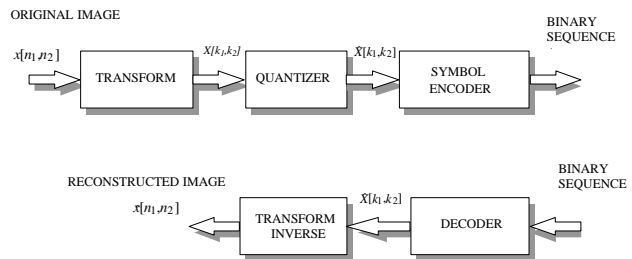 ORIGINAL IMAGE
BINARY
SEQUENCE
x[n₁,n₂]
X[k₁,k₂]
X̂[k₁,k₂]
TRANSFORM
QUANTIZER
SYMBOL
ENCODER
RECONSTRUCTED IMAGE
BINARY
SEQUENCE
x̂[n₁,n₂]
X̂[k₁,k₂]
TRANSFORM
INVERSE
DECODER